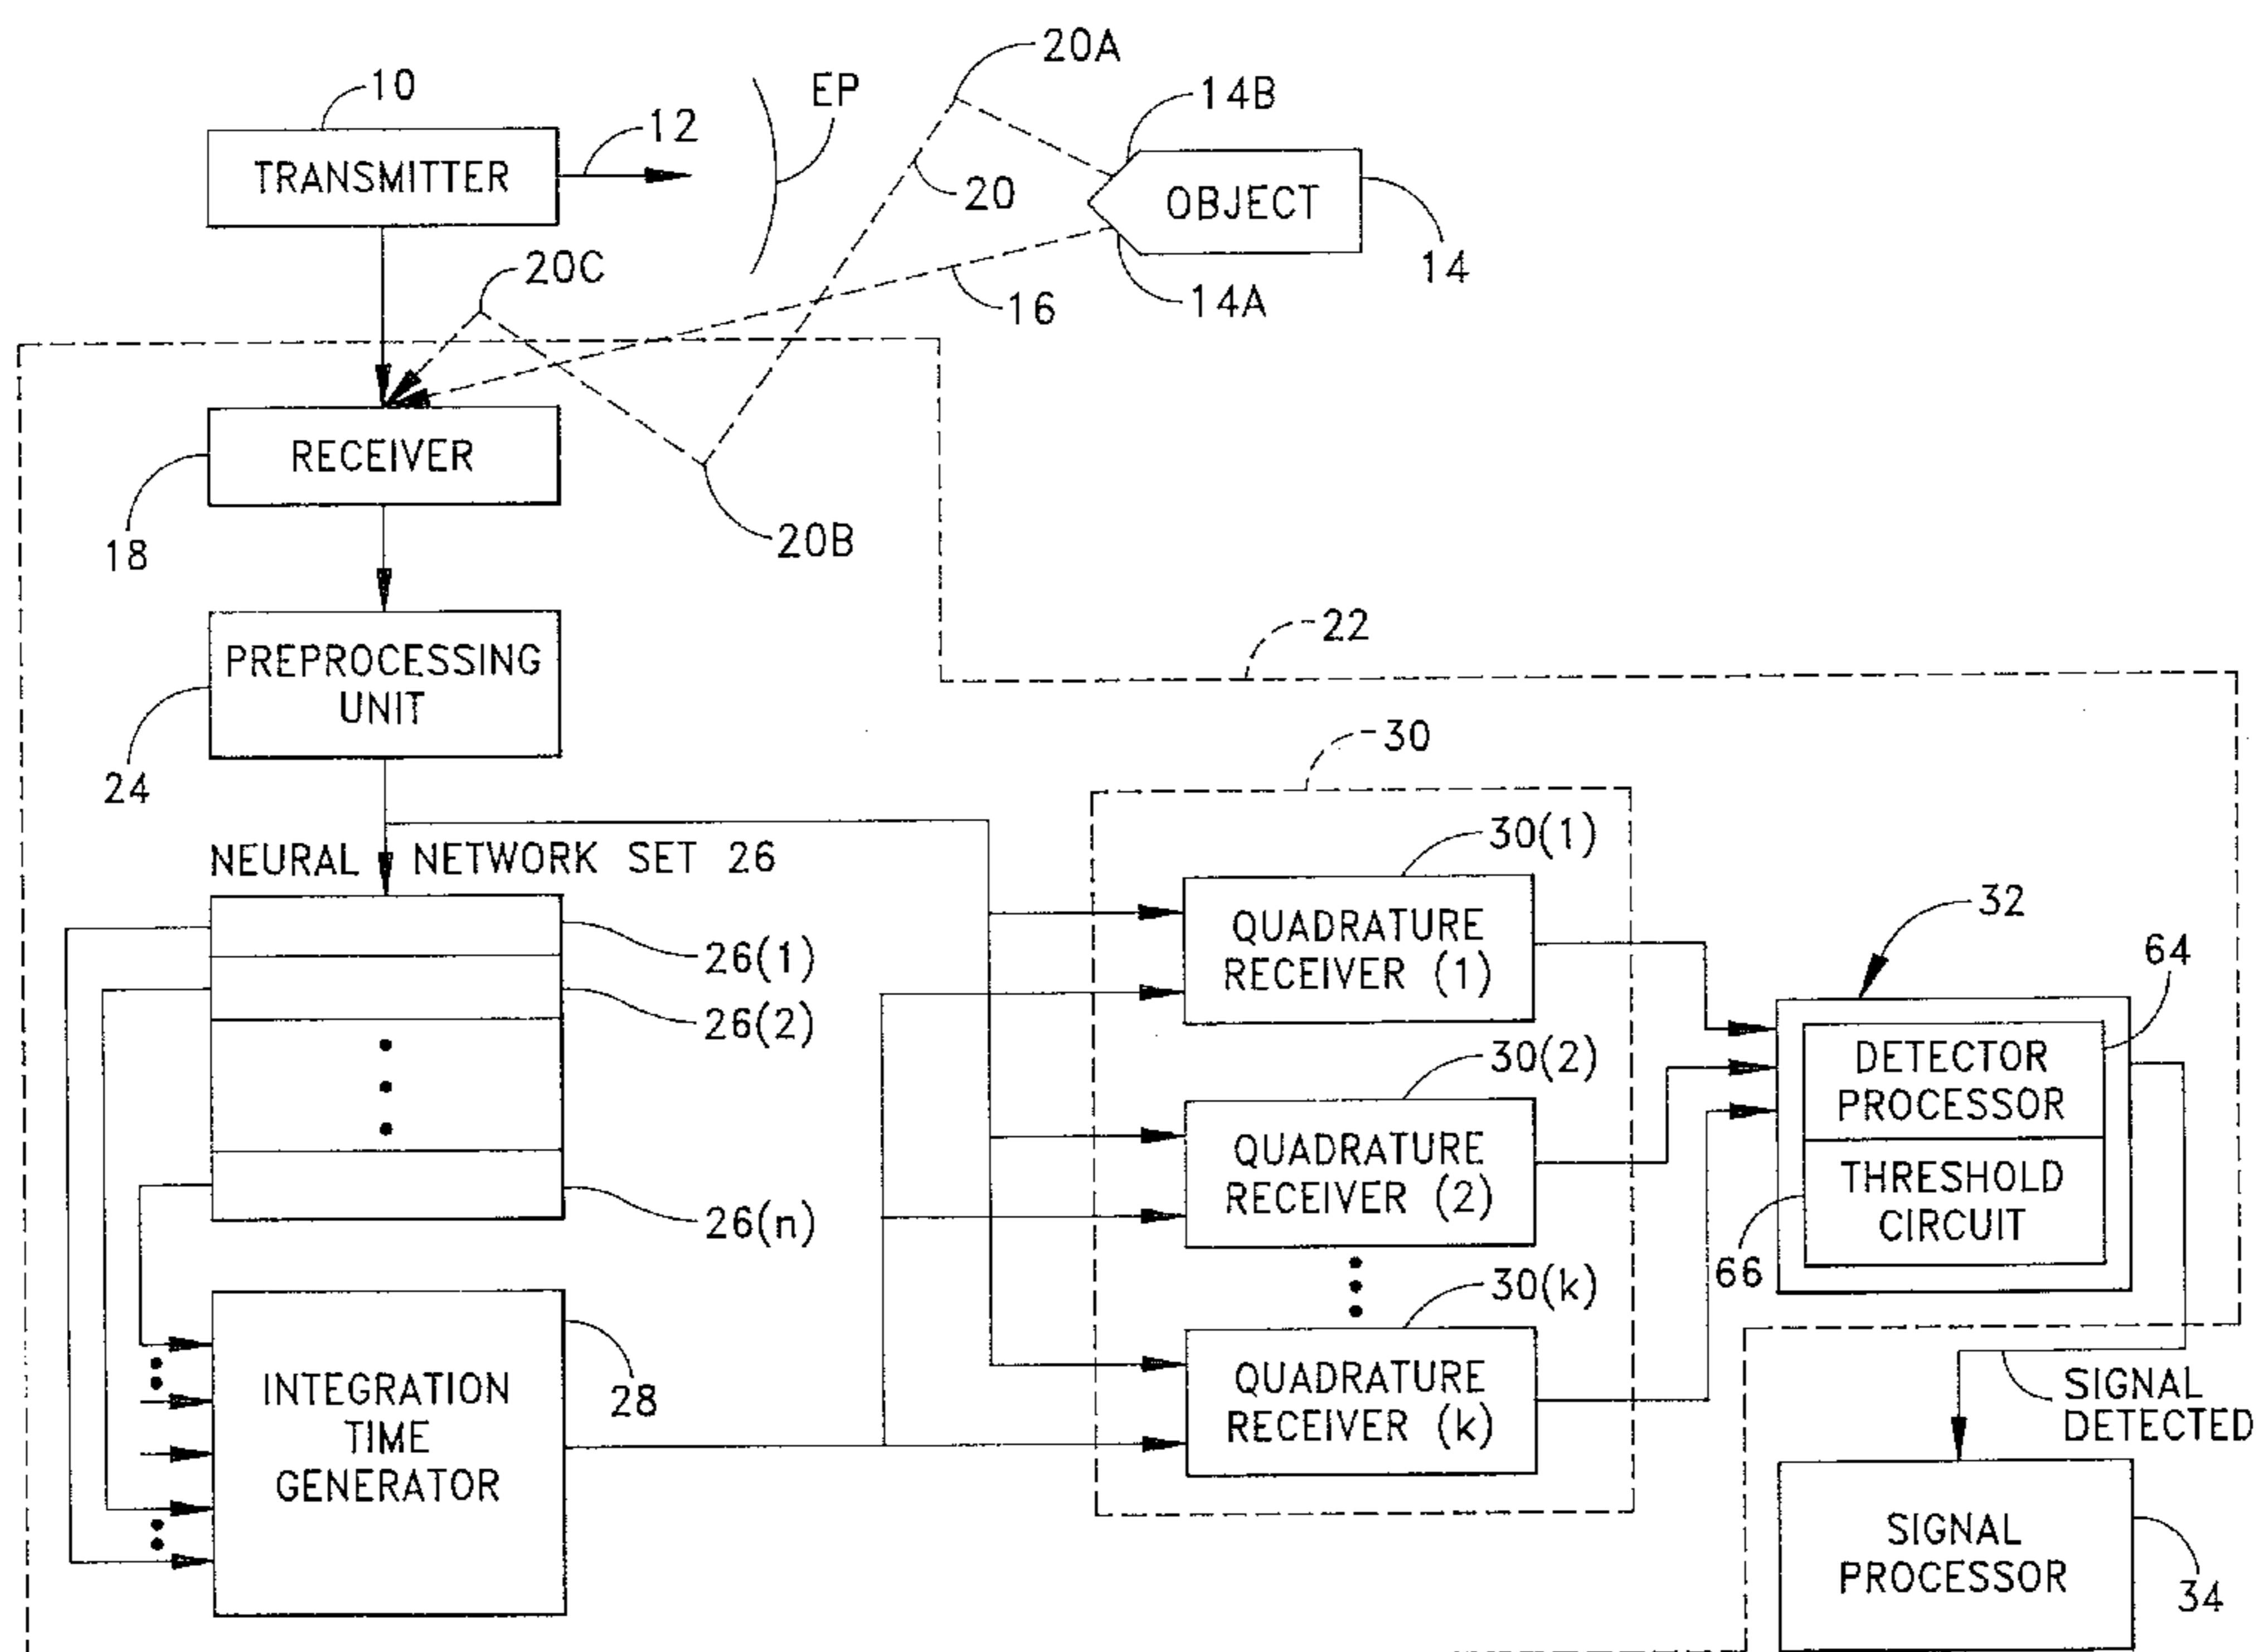 20A
10
EP
14B
12
TRANSMITTER
20
OBJECT
20C
16
14A
14
RECEIVER
18
20B
22
PREPROCESSING
UNIT
24
30
NEURAL NETWORK SET 26
30(1)
26(1)
QUADRATURE
RECEIVER (1)
32
64
26(2)
30(2)
DETECTOR
PROCESSOR
QUADRATURE
RECEIVER (2)
THRESHOLD
CIRCUIT
26(n)
66
30(k)
INTEGRATION
TIME
GENERATOR
28
QUADRATURE
RECEIVER (k)
SIGNAL
DETECTED
SIGNAL
PROCESSOR
34